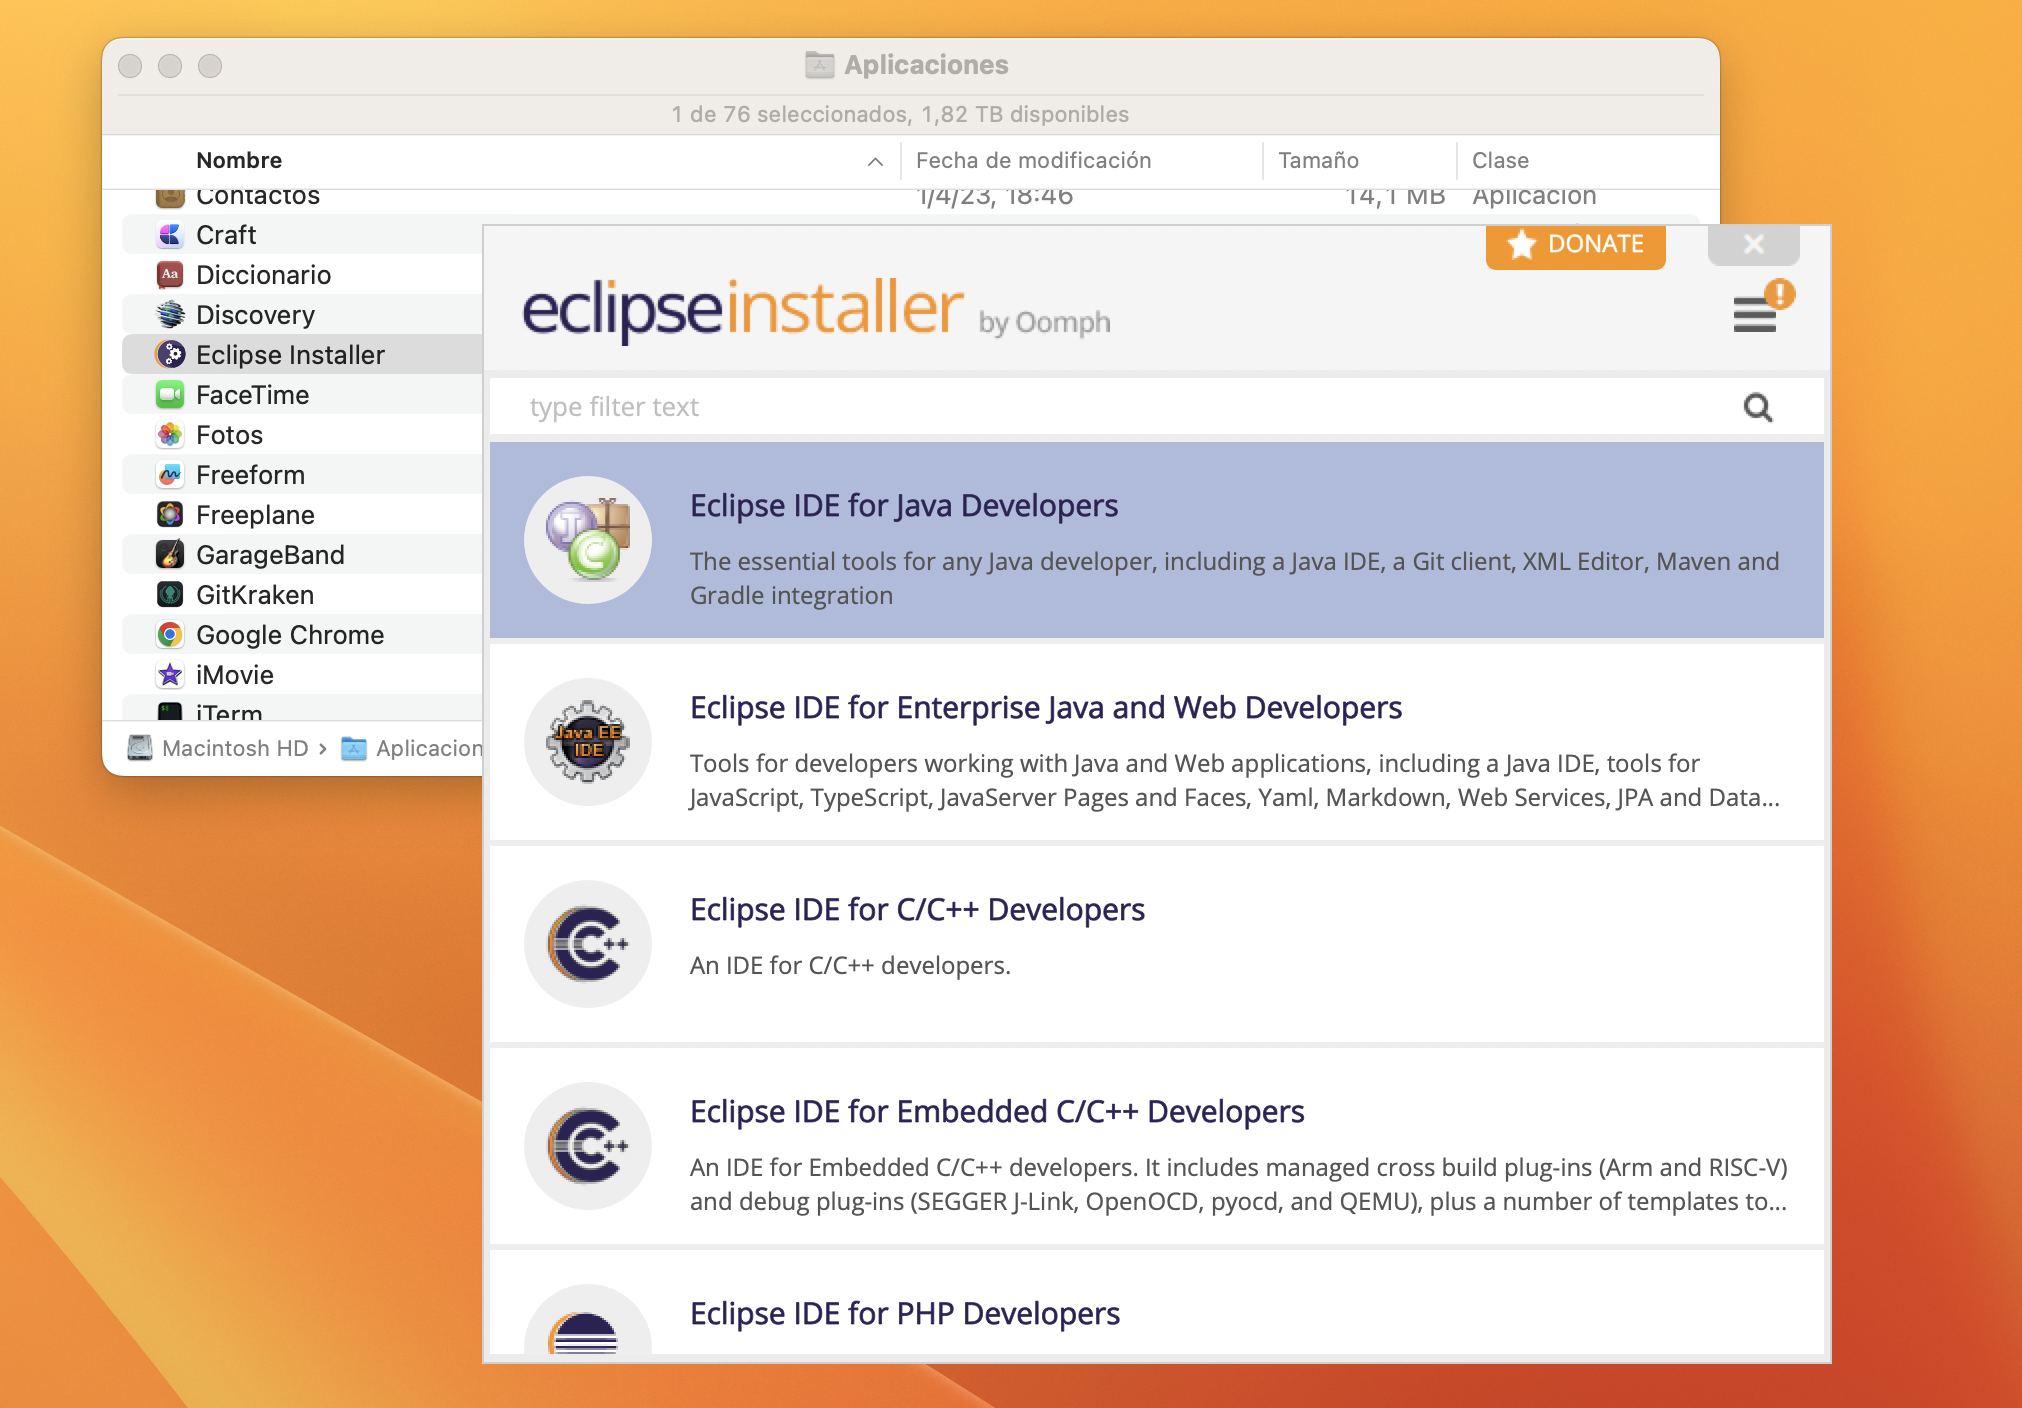 Aplicaciones
1 de 76 seleccionados, 1,82 TB disponibles
Nombre
Fecha de modificación
Tamaño
Clase
Contactos
1/4/23, 18:46
14,1 MB
Aplicación
Craft
Diccionario
Discovery
Eclipse Installer
FaceTime
Fotos
Freeform
Freeplane
GarageBand
GitKraken
Google Chrome
iMovie
iTerm
Macintosh HD
Aplicacion
DONATE
eclipseinstaller by Oomph
type filter text
Eclipse IDE for Java Developers
The essential tools for any Java developer, including a Java IDE, a Git client, XML Editor, Maven and
Gradle integration
Java EE
IDE
Eclipse IDE for Enterprise Java and Web Developers
Tools for developers working with Java and Web applications, including a Java IDE, tools for
JavaScript, TypeScript, JavaServer Pages and Faces, Yaml, Markdown, Web Services, JPA and Data...
Eclipse IDE for C/C++ Developers
An IDE for C/C++ developers.
Eclipse IDE for Embedded C/C++ Developers
An IDE for Embedded C/C++ developers. It includes managed cross build plug-ins (Arm and RISC-V)
and debug plug-ins (SEGGER J-Link, OpenOCD, pyocd, and QEMU), plus a number of templates to...
Eclipse IDE for PHP Developers